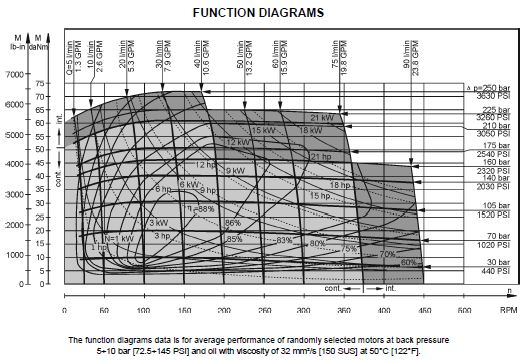 FUNCTION DIAGRAMS
M
lb-in
M
daNm
Q=5 l/min
1.3 GPM
10 l/min
2.6 GPM
20 l/min
5.3 GPM
30 l/min
7.9 GPM
40 l/min
10.6 GPM
50 l/min
13.2 GPM
60 l/min
15.9 GPM
75 l/min
19.8 GPM
90 l/min
23.8 GPM
7000
6000
5000
4000
3000
2000
1000
0
75
70
65
60
55
50
45
40
35
30
25
20
15
10
5
0
int.
cont.
Δ p=250 bar
3630 PSI
225 bar
3260 PSI
210 bar
3050 PSI
175 bar
2540 PSI
160 bar
2320 PSI
140 bar
2030 PSI
105 bar
1520 PSI
70 bar
1020 PSI
30 bar
440 PSI
21 kW
15 kW
18 kW
12 kW
21 hp
12 hp
9 kW
6 kW
18 hp
6 hp
9 hp
15 hp
η=88%
3 kW
86%
N=1 kW
3 hp
85%
83%
80%
75%
1 hp
70%
60%
cont.
int.
n
0
50
100
150
200
250
300
350
400
450
500
RPM
The function diagrams data is for average performance of randomly selected motors at back pressure
5÷10 bar [72.5÷145 PSI] and oil with viscosity of 32 mm²/s [150 SUS] at 50°C [122°F].